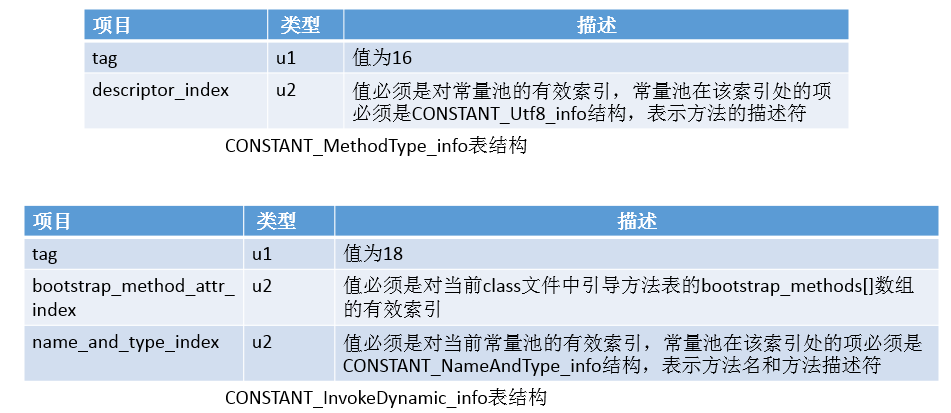 项目 类型 描述
tag u1 值为16
descriptor_index u2 值必须是对常量池的有效索引，常量池在该索引处的项
必须是CONSTANT_Utf8_info结构，表示方法的描述符
CONSTANT_MethodType_info表结构
项目 类型 描述
tag u1 值为18
bootstrap_method_attr_ u2 值必须是对当前class文件中引导方法表的bootstrap_methods[]数组
index 的有效索引
name_and_type_index u2 值必须是对当前常量池的有效索引，常量池在该索引处的项必须是
CONSTANT_NameAndType_info结构，表示方法名和方法描述符
CONSTANT_InvokeDynamic_info表结构